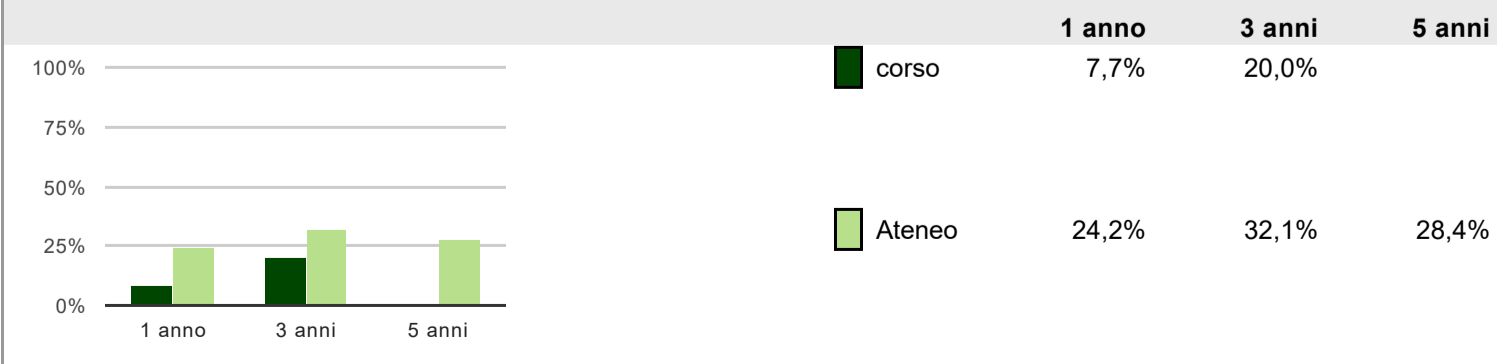 1 anno 3 anni 5 anni
100%
75%
50%
25%
0%
1 anno 3 anni 5 anni
corso 7,7% 20,0%
Ateneo 24,2% 32,1% 28,4%